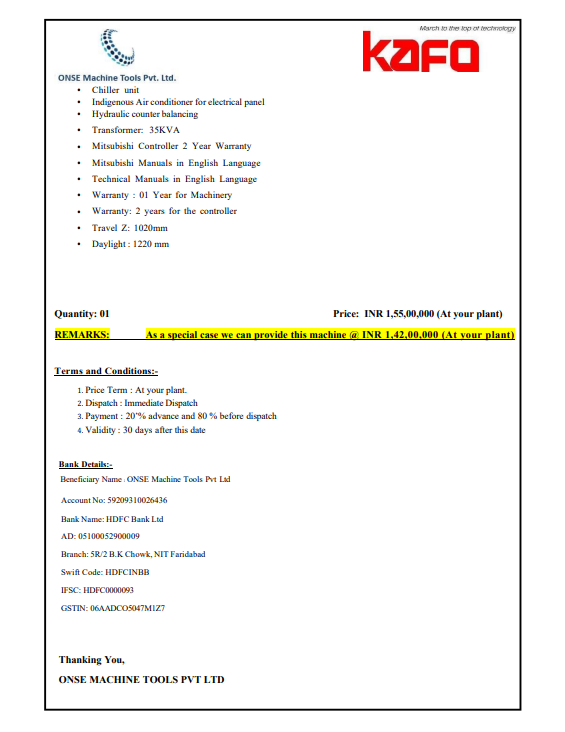 March to the top of technology
KAFO
ONSE Machine Tools Pvt. Ltd.
• Chiller unit
• Indigenous Air conditioner for electrical panel
• Hydraulic counter balancing
• Transformer: 35KVA
• Mitsubishi Controller 2 Year Warranty
• Mitsubishi Manuals in English Language
• Technical Manuals in English Language
• Warranty : 01 Year for Machinery
• Warranty: 2 years for the controller
• Travel Z: 1020mm
• Daylight : 1220 mm
Quantity: 01 Price: INR 1,55,00,000 (At your plant)
REMARKS: As a special case we can provide this machine @ INR 1,42,00,000 (At your plant)
Terms and Conditions:-
1. Price Term : At your plant.
2. Dispatch : Immediate Dispatch
3. Payment : 20"% advance and 80 % before dispatch
4. Validity : 30 days after this date
Bank Details:-
Beneficiary Name : ONSE Machine Tools Pvt Ltd
Account No: 59209310026436
Bank Name: HDFC Bank Ltd
AD: 05100052900009
Branch: 5R/2 B.K Chowk, NIT Faridabad
Swift Code: HDFCINBB
IFSC: HDFC0000093
GSTIN: 06AADCO5047M1Z7
Thanking You,
ONSE MACHINE TOOLS PVT LTD